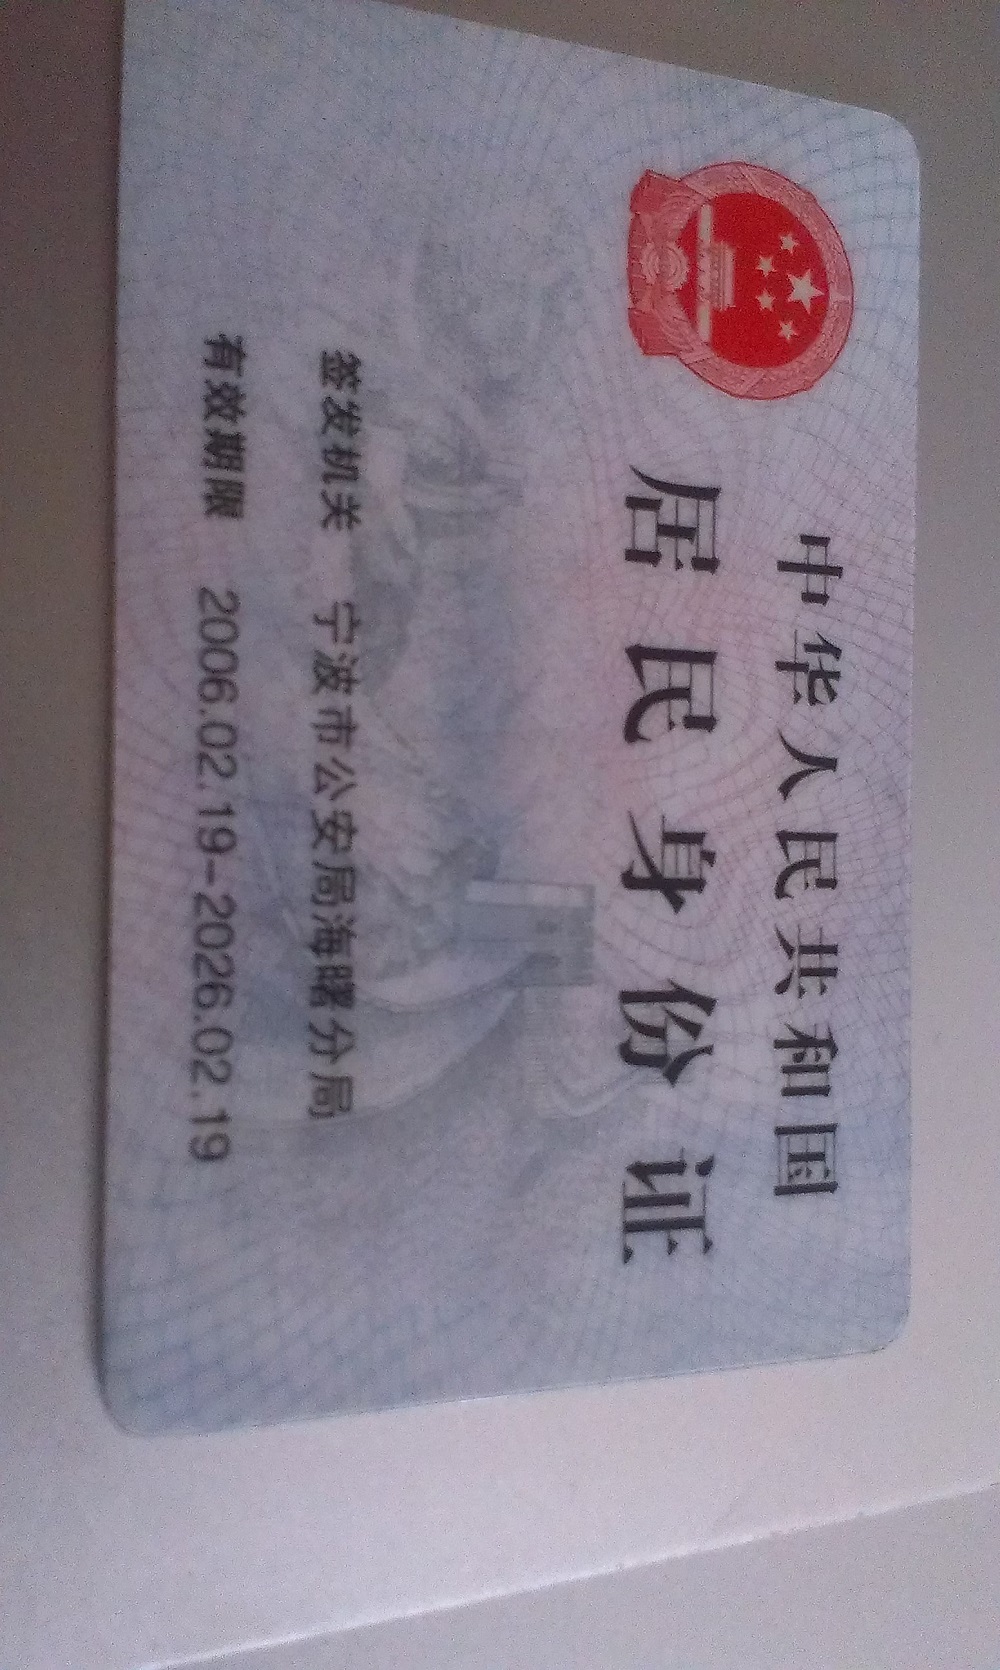 中华人民共和国
居民身份证
签发机关 宁波市公安局海曙分局
有效期限 2006.02.19-2026.02.19